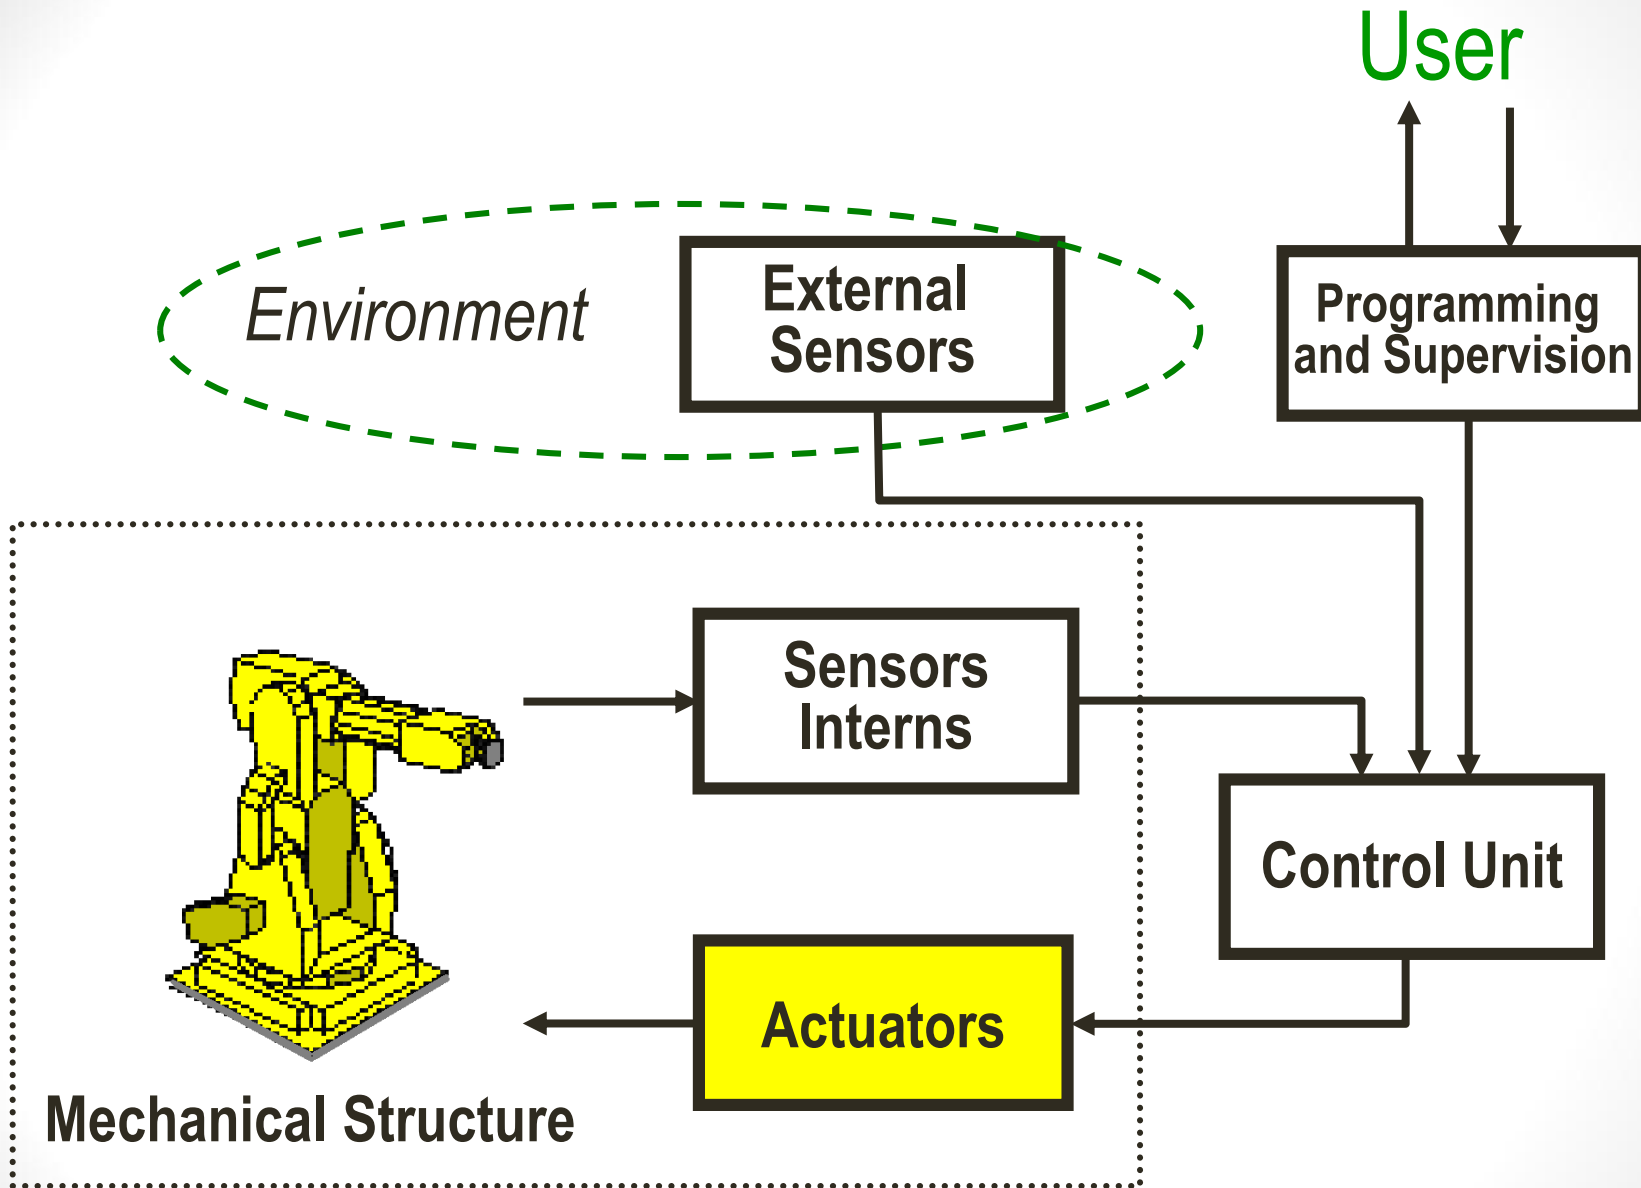 User
Environment
External
Sensors
Programming
and Supervision
Sensors
Interns
Control Unit
Actuators
Mechanical Structure